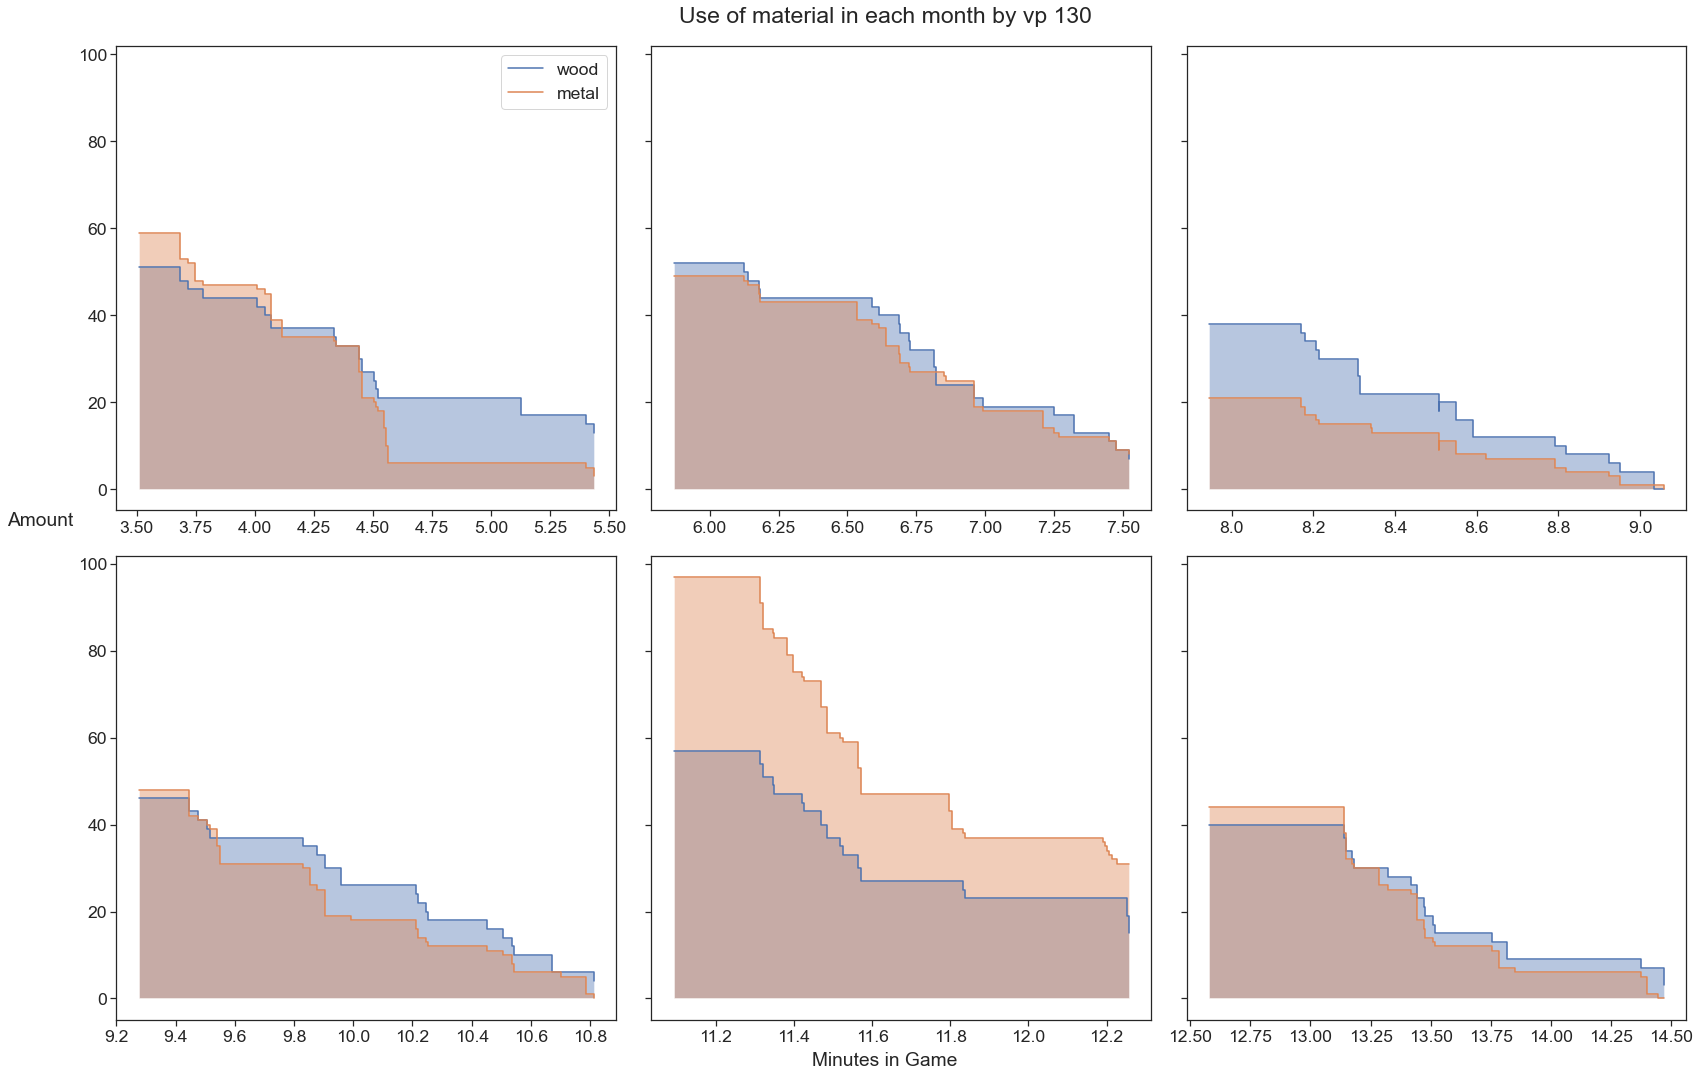 Use of material in each month by vp 130
wood
metal
100
80
60
40
20
0
3.50 3.75 4.00 4.25 4.50 4.75 5.00 5.25 5.50
6.00 6.25 6.50 6.75 7.00 7.25 7.50
8.0 8.2 8.4 8.6 8.8 9.0
Amount
100
80
60
40
20
0
9.2 9.4 9.6 9.8 10.0 10.2 10.4 10.6 10.8
11.2 11.4 11.6 11.8 12.0 12.2
12.50 12.75 13.00 13.25 13.50 13.75 14.00 14.25 14.50
Minutes in Game